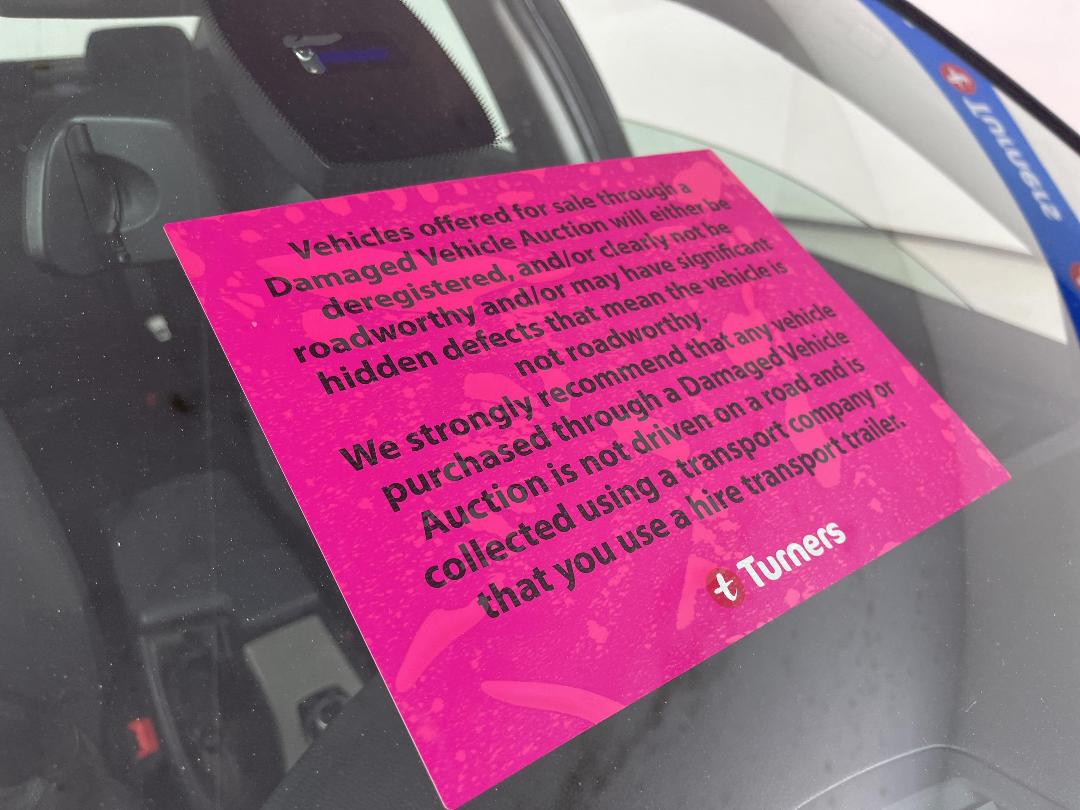 Vehicles offered for sale through a
Damaged Vehicle Auction will either be
deregistered, and/or clearly not be
roadworthy and/or may have significant
hidden defects that mean the vehicle is
not roadworthy.
We strongly recommend that any vehicle
purchased through a Damaged Vehicle
Auction is not driven on a road and is
collected using a transport company or
that you use a hire transport trailer.
t Turners
t Turners